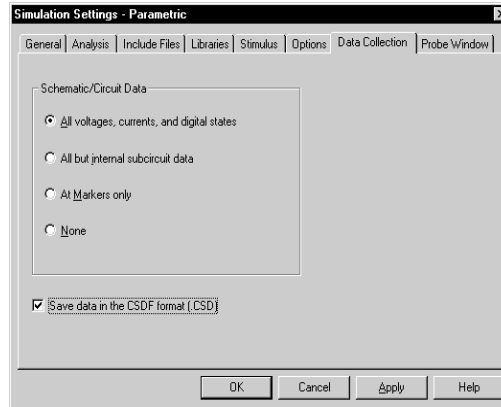 Simulation Settings - Parametric
General Analysis Include Files Libraries Stimulus Options Data Collection Probe Window
Schematic/Circuit Data
All voltages, currents, and digital states
All but internal subcircuit data
At Markers only
None
Save data in the CSDF format (.CSD)
OK Cancel Apply Help